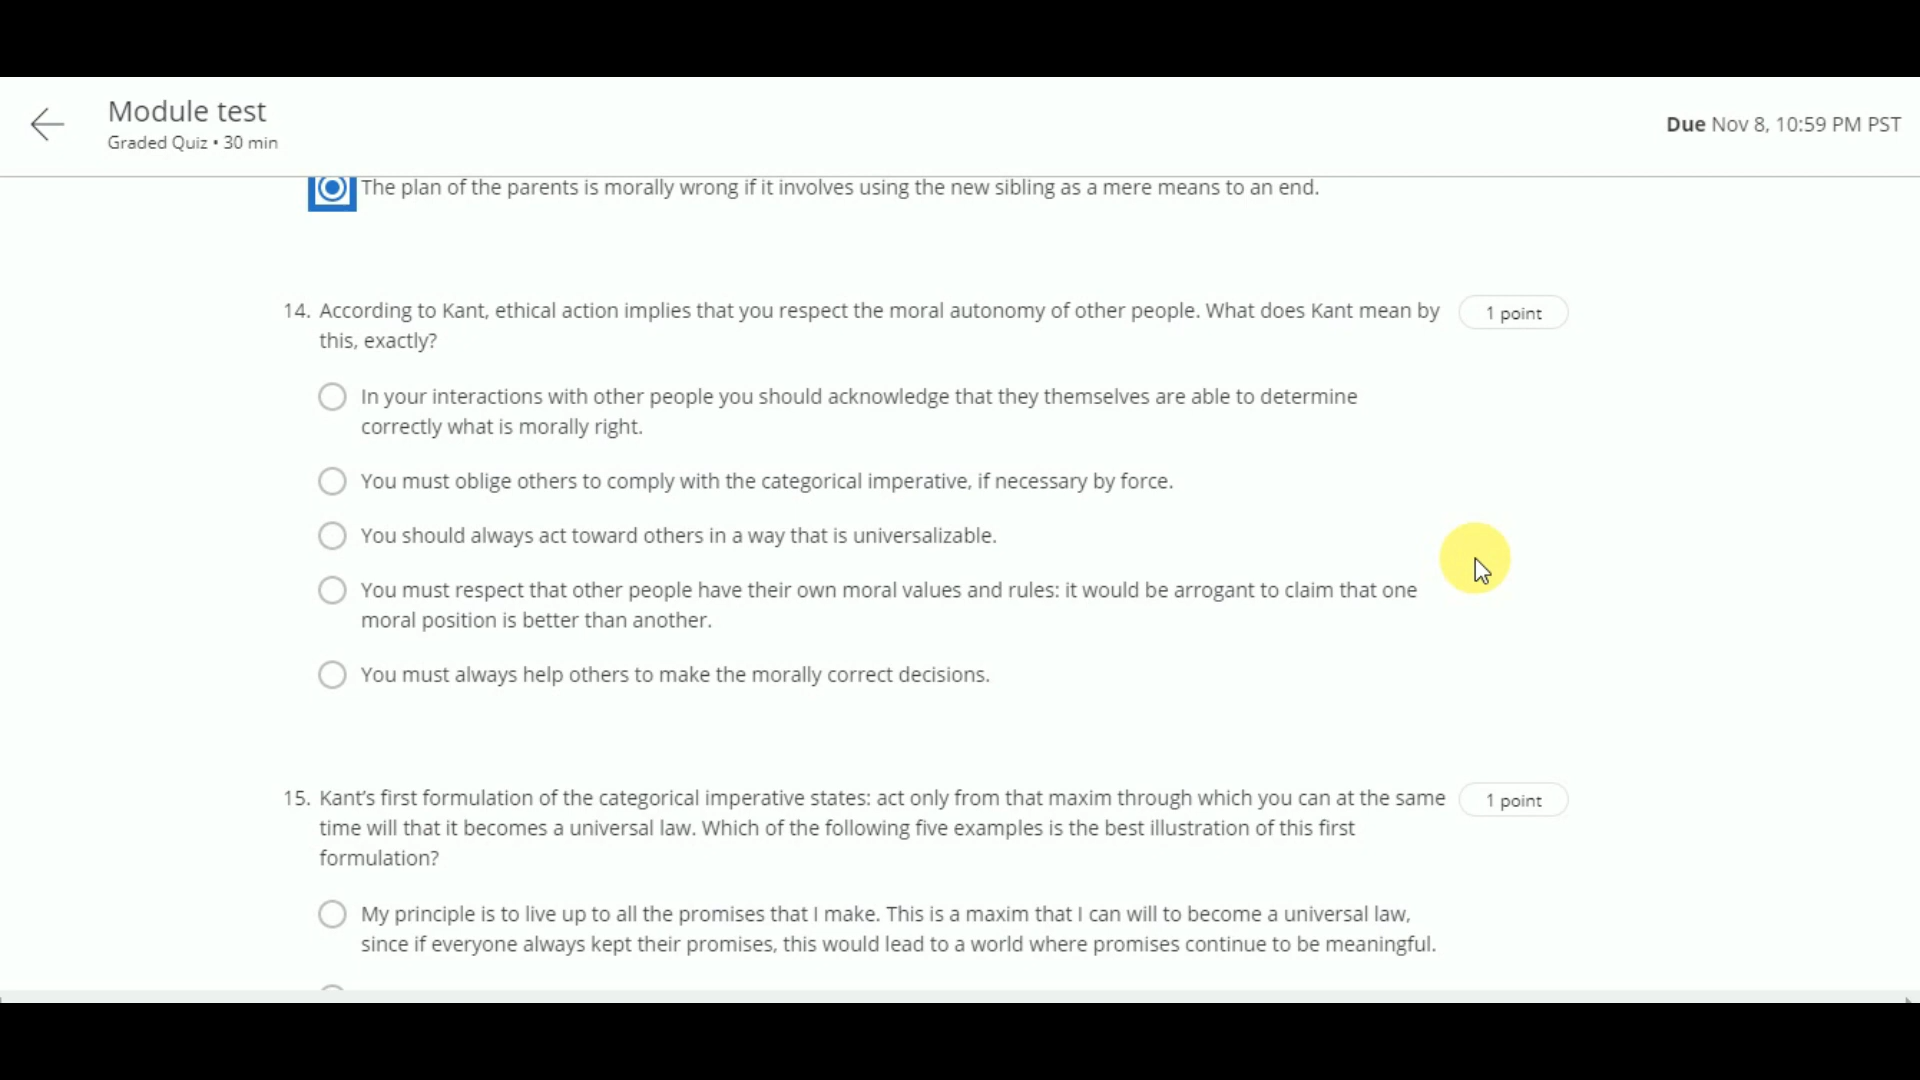 Module test
Graded Quiz • 30 min
Due Nov 8, 10:59 PM PST
The plan of the parents is morally wrong if it involves using the new sibling as a mere means to an end.
14. According to Kant, ethical action implies that you respect the moral autonomy of other people. What does Kant mean by
this, exactly?
1 point
In your interactions with other people you should acknowledge that they themselves are able to determine
correctly what is morally right.
You must oblige others to comply with the categorical imperative, if necessary by force.
You should always act toward others in a way that is universalizable.
You must respect that other people have their own moral values and rules: it would be arrogant to claim that one
moral position is better than another.
You must always help others to make the morally correct decisions.
15. Kant's first formulation of the categorical imperative states: act only from that maxim through which you can at the same
time will that it becomes a universal law. Which of the following five examples is the best illustration of this first
formulation?
1 point
My principle is to live up to all the promises that I make. This is a maxim that I can will to become a universal law,
since if everyone always kept their promises, this would lead to a world where promises continue to be meaningful.